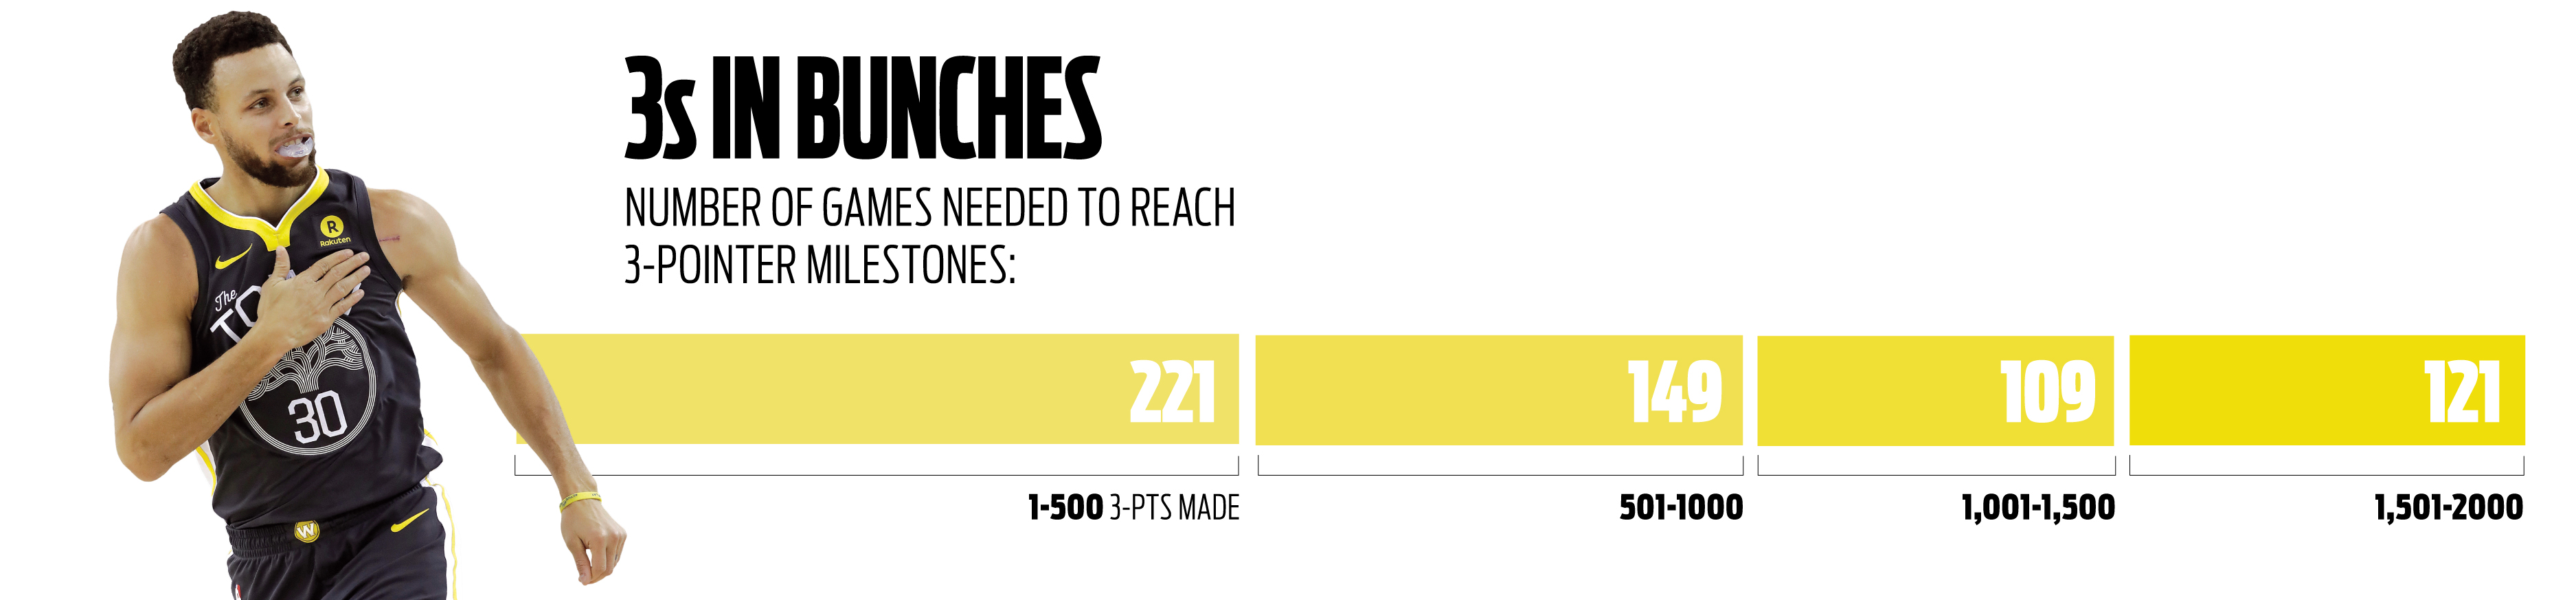 3s IN BUNCHES
NUMBER OF GAMES NEEDED TO REACH
3-POINTER MILESTONES:
R
Rakuten
The
TO
30
W
221
149
109
121
1-500 3-PTS MADE
501-1000
1,001-1,500
1,501-2000